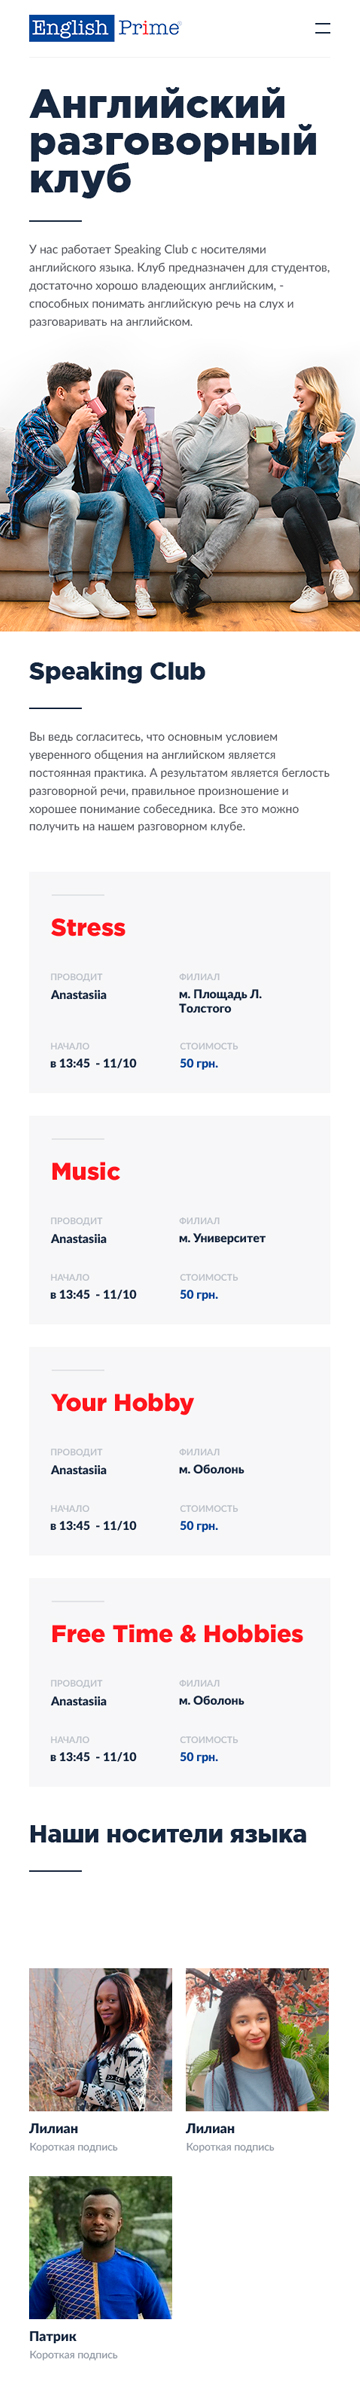 English Prime
Английский
разговорный
клуб
У нас работает Speaking Club с носителями
английского языка. Клуб предназначен для студентов,
достаточно хорошо владеющих английским, -
способных понимать английскую речь на слух и
разговаривать на английском.
Speaking Club
Вы ведь согласитесь, что основным условием
уверенного общения на английском является
постоянная практика. А результатом является беглость
разговорной речи, правильное произношение и
хорошее понимание собеседника. Все это можно
получить на нашем разговорном клубе.
Stress
ПРОВОДИТ ФИЛИАЛ
Anastasiia м. Площадь Л.
Толстого
НАЧАЛО СТОИМОСТЬ
в 13:45 - 11/10 50 грн.
Music
ПРОВОДИТ ФИЛИАЛ
Anastasiia м. Университет
НАЧАЛО СТОИМОСТЬ
в 13:45 - 11/10 50 грн.
Your Hobby
ПРОВОДИТ ФИЛИАЛ
Anastasiia м. Оболонь
НАЧАЛО СТОИМОСТЬ
в 13:45 - 11/10 50 грн.
Free Time & Hobbies
ПРОВОДИТ ФИЛИАЛ
Anastasiia м. Оболонь
НАЧАЛО СТОИМОСТЬ
в 13:45 - 11/10 50 грн.
Наши носители языка
Лилиан Лилиан
Короткая подпись Короткая подпись
Патрик
Короткая подпись